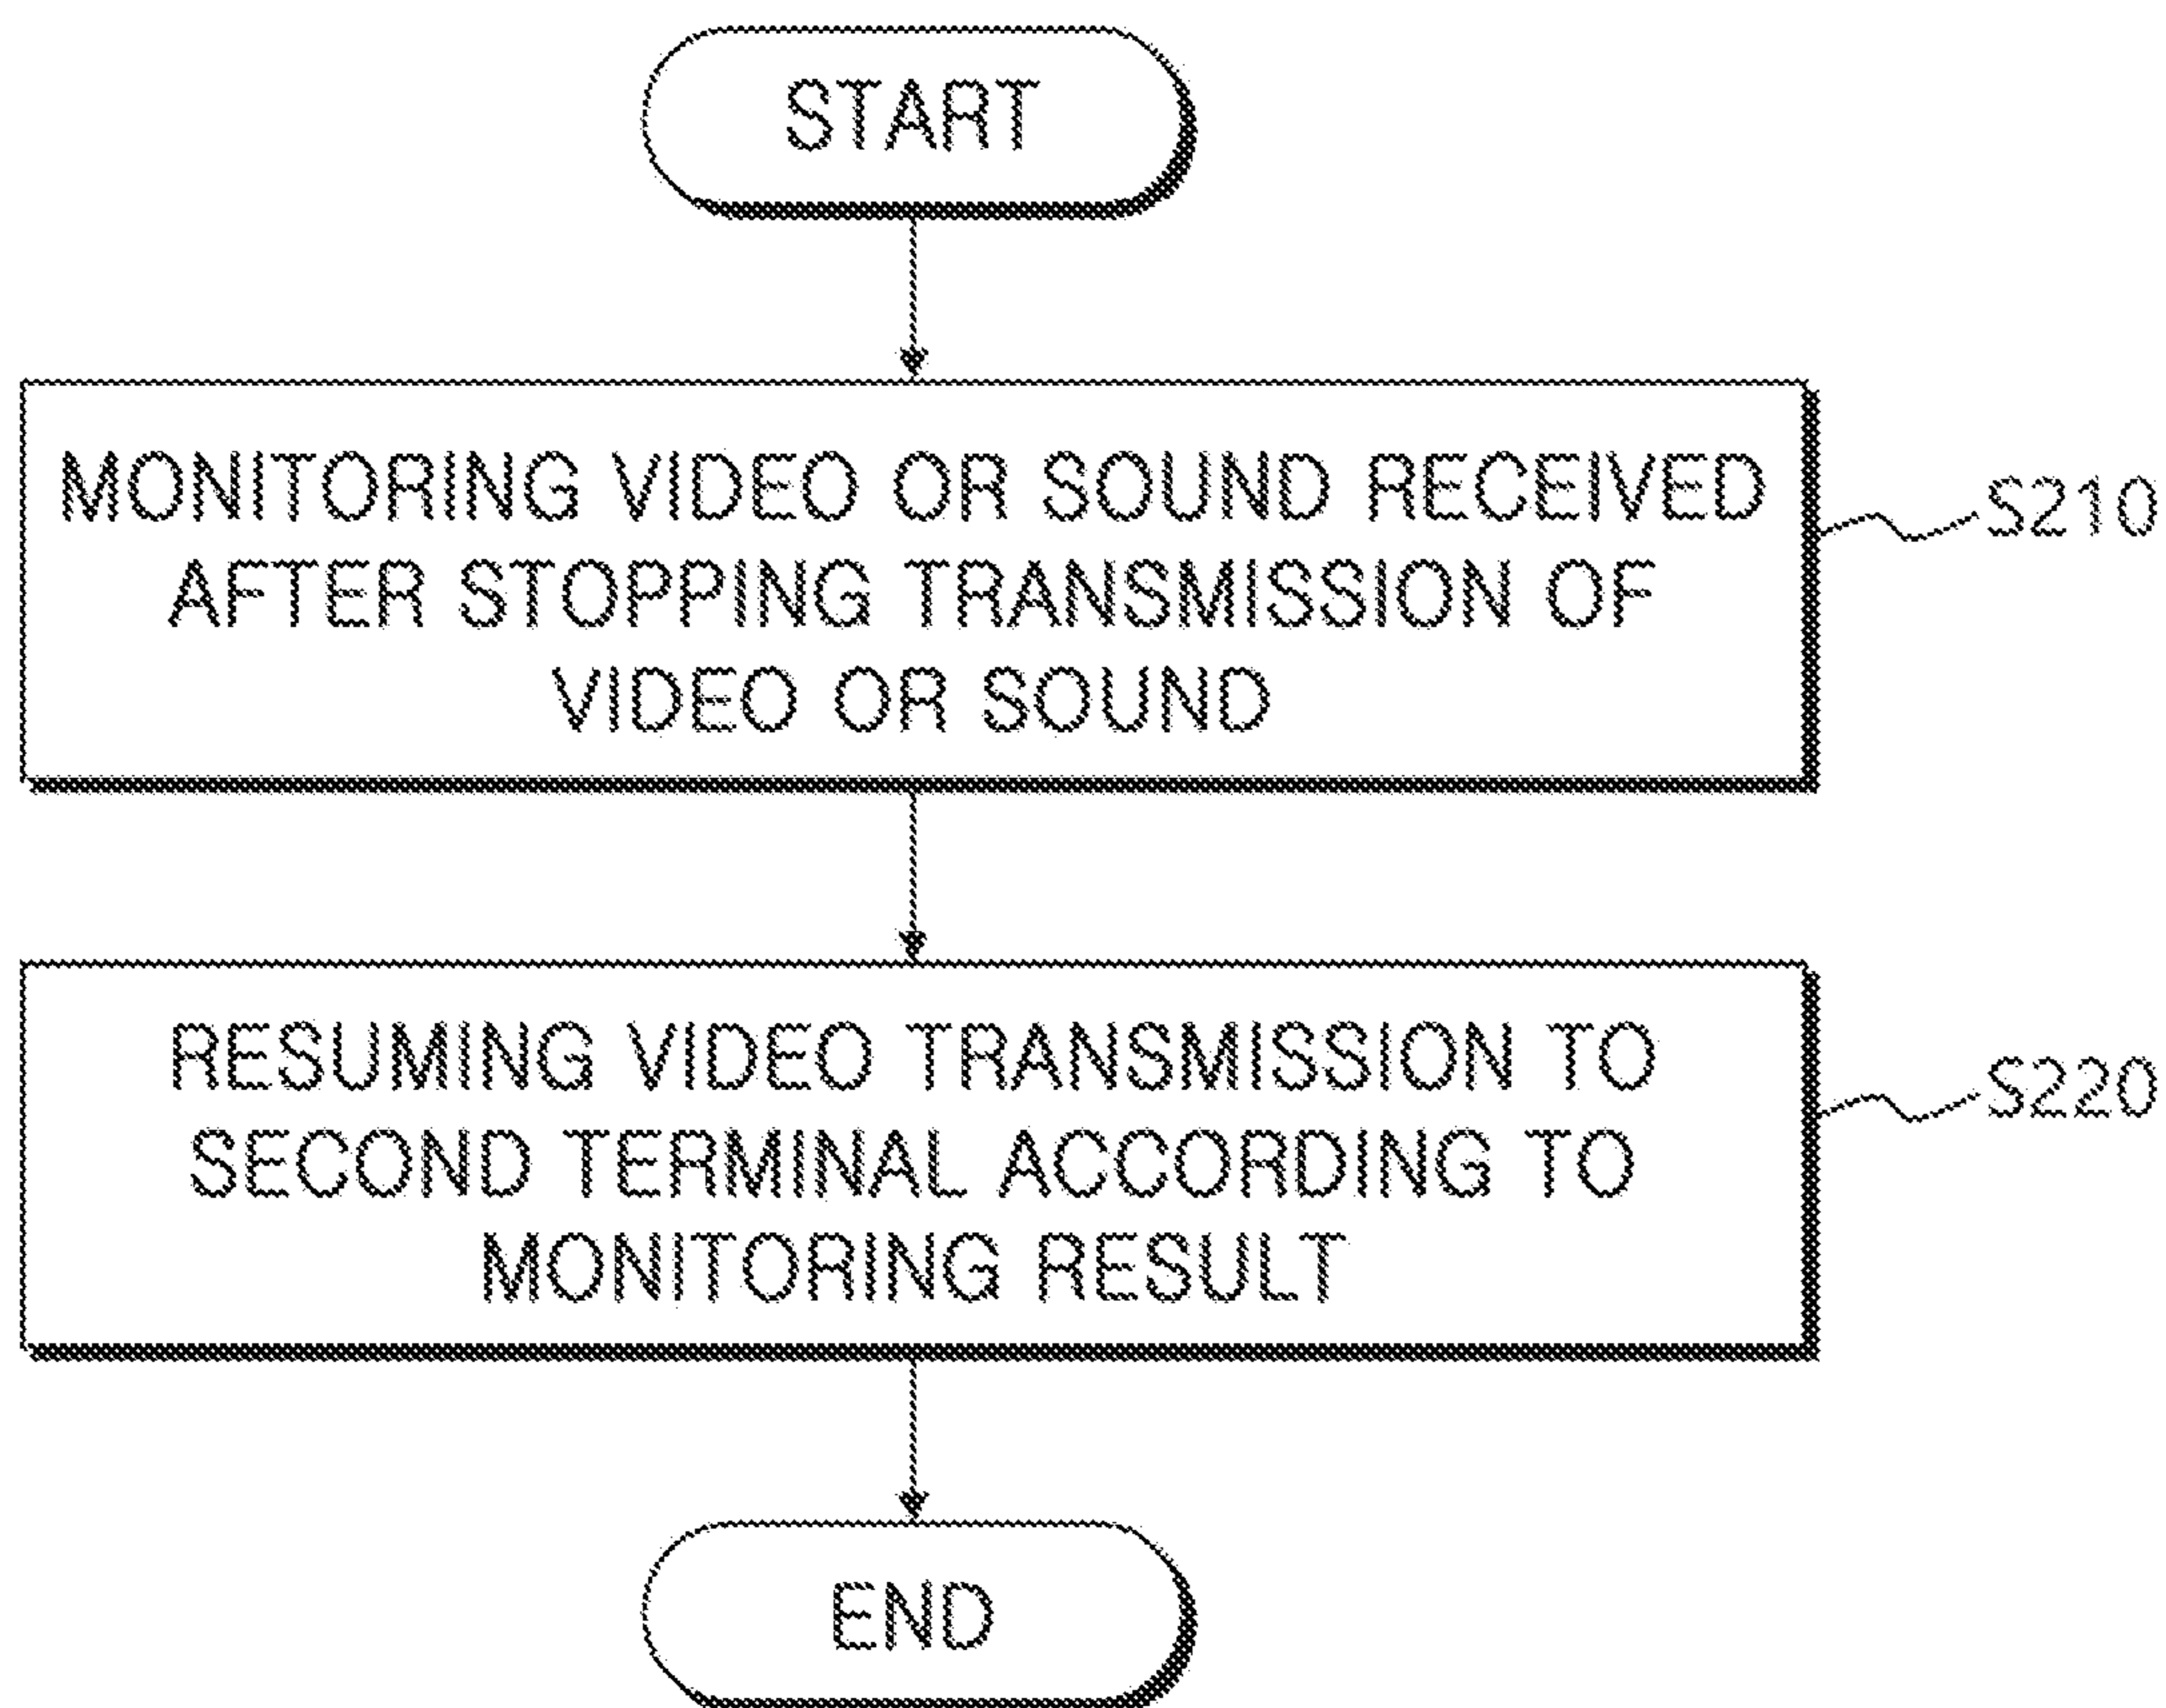 START
MONITORING VIDEO OR SOUND RECEIVED
AFTER STOPPING TRANSMISSION OF
VIDEO OR SOUND
S210
RESUMING VIDEO TRANSMISSION TO
SECOND TERMINAL ACCORDING TO
MONITORING RESULT
S220
END